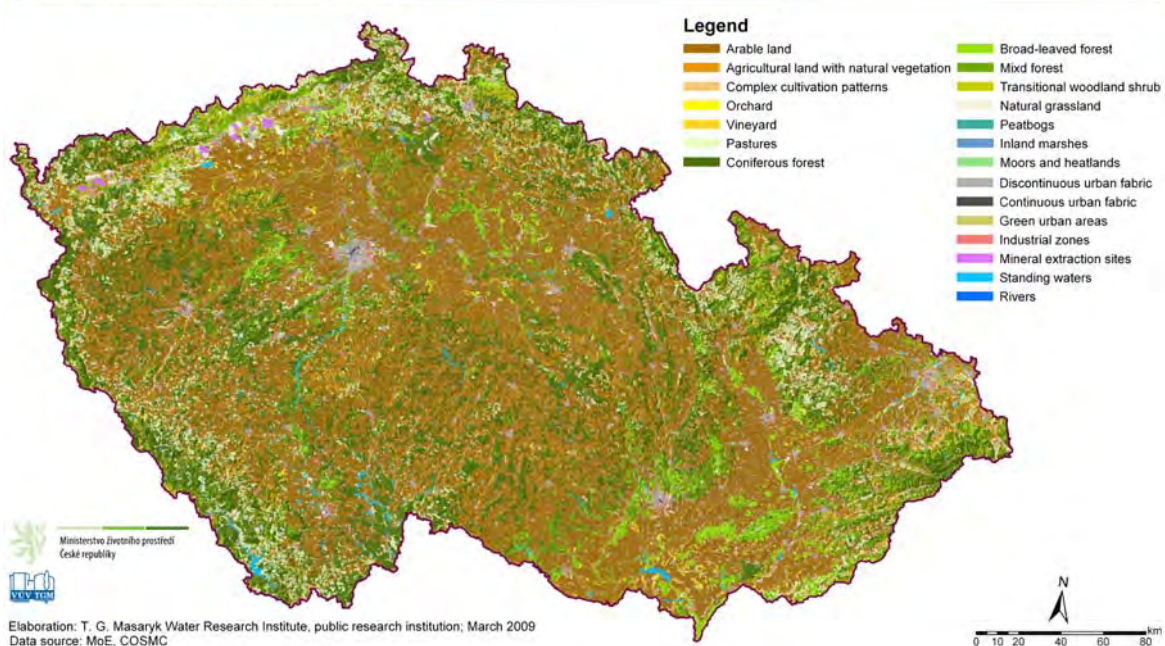 Legend
Arable land
Agricultural land with natural vegetation
Complex cultivation patterns
Orchard
Vineyard
Pastures
Coniferous forest
Broad-leaved forest
Mixd forest
Transitional woodland shrub
Natural grassland
Peatbogs
Inland marshes
Moors and heatlands
Discontinuous urban fabric
Continuous urban fabric
Green urban areas
Industrial zones
Mineral extraction sites
Standing waters
Rivers
Ministerstvo životního prostředí
České republiky
VÚV TGM
Elaboration: T. G. Masaryk Water Research Institute, public research institution; March 2009
Data source: MoE, COSMC
N
km
0 10 20 40 60 80